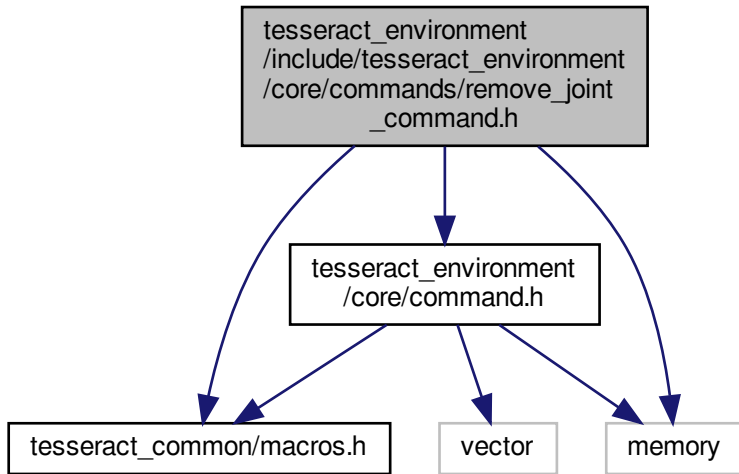 tesseract_environment
/include/tesseract_environment
/core/commands/remove_joint
_command.h
tesseract_environment
/core/command.h
tesseract_common/macros.h
vector
memory